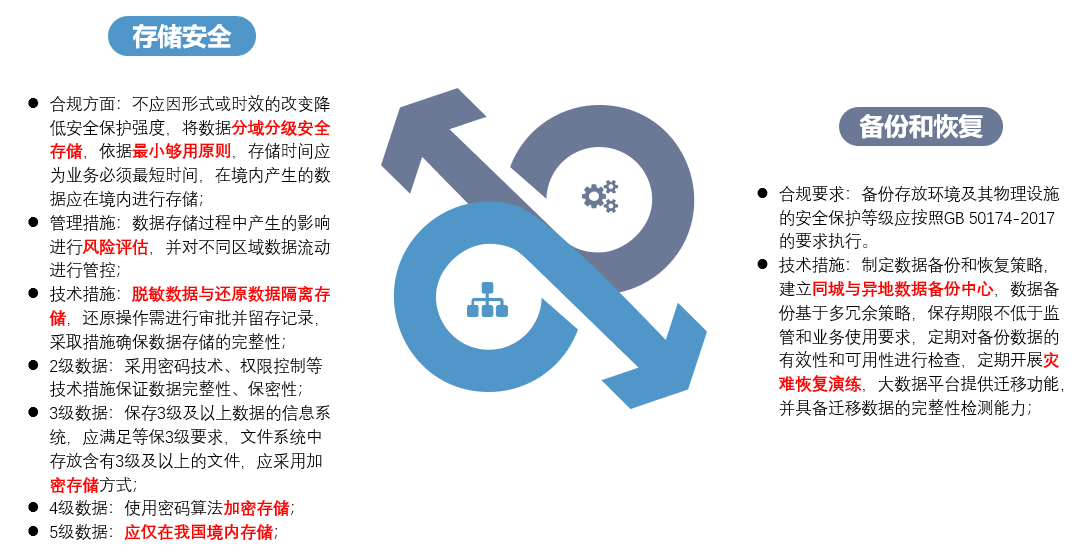 存储安全
● 合规方面：不应因形式或时效的改变降
低安全保护强度，将数据分域分级安全
存储，依据最小够用原则，存储时间应
为业务必须最短时间，在境内产生的数
据应在境内进行存储；
● 管理措施：数据存储过程中产生的影响
进行风险评估，并对不同区域数据流动
进行管控；
● 技术措施：脱敏数据与还原数据隔离存
储，还原操作需进行审批并留存记录，
采取措施确保数据存储的完整性；
● 2级数据：采用密码技术、权限控制等
技术措施保证数据完整性、保密性；
● 3级数据：保存3级及以上数据的信息系
统，应满足等保3级要求，文件系统中
存放含有3级及以上的文件，应采用加
密存储方式；
● 4级数据：使用密码算法加密存储；
● 5级数据：应仅在我国境内存储；
备份和恢复
● 合规要求：备份存放环境及其物理设施
的安全保护等级应按照GB 50174-2017
的要求执行。
● 技术措施：制定数据备份和恢复策略，
建立同城与异地数据备份中心，数据备
份基于多冗余策略，保存期限不低于监
管和业务使用要求，定期对备份数据的
有效性和可用性进行检查，定期开展灾
难恢复演练，大数据平台提供迁移功能，
并具备迁移数据的完整性检测能力；